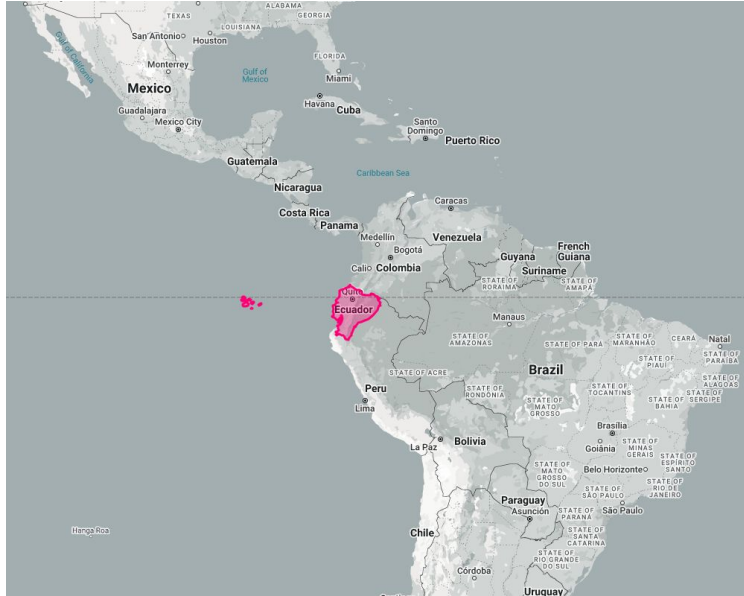 ALABAMA
TEXAS
GEORGIA
LOUISIANA
San Antonio
Houston
Gulf of California
FLORIDA
Monterrey
Gulf of
Mexico
Miami
Mexico
Havana
Cuba
Guadalajara
Mexico City
Santo
Domingo
Puerto Rico
Guatemala
Caribbean Sea
Nicaragua
Caracas
Costa Rica
Panama
Medellín
Venezuela
Bogotá
Guyana
French
Guiana
Cali
Colombia
Suriname
STATE OF
RORAIMA
STATE OF
AMAPÁ
Quito
Ecuador
Manaus
STATE OF
AMAZONAS
STATE OF PARÁ
STATE OF
MARANHÃO
CEARÁ
Natal
STATE OF
PARAÍBA
STATE OF
PIAUÍ
STATE OF ACRE
Brazil
STATE OF
ALAGOAS
Peru
STATE OF
RONDÔNIA
STATE OF
TOCANTINS
STATE OF
SERGIPE
STATE OF
BAHIA
Lima
STATE OF
MATO
GROSSO
Brasília
La Paz
Bolivia
Goiânia
STATE OF
MINAS
GERAIS
STATE OF
ESPÍRITO
SANTO
Belo Horizonte
STATE OF
MATO
GROSSO
DO SUL
STATE OF
SÃO PAULO
STATE OF
RIO DE
JANEIRO
Paraguay
Asunción
São Paulo
STATE OF
PARANÁ
Hanga Roa
Chile
STATE OF
SANTA
CATARINA
STATE OF
RIO GRANDE
DO SUL
Córdoba
Uruguay